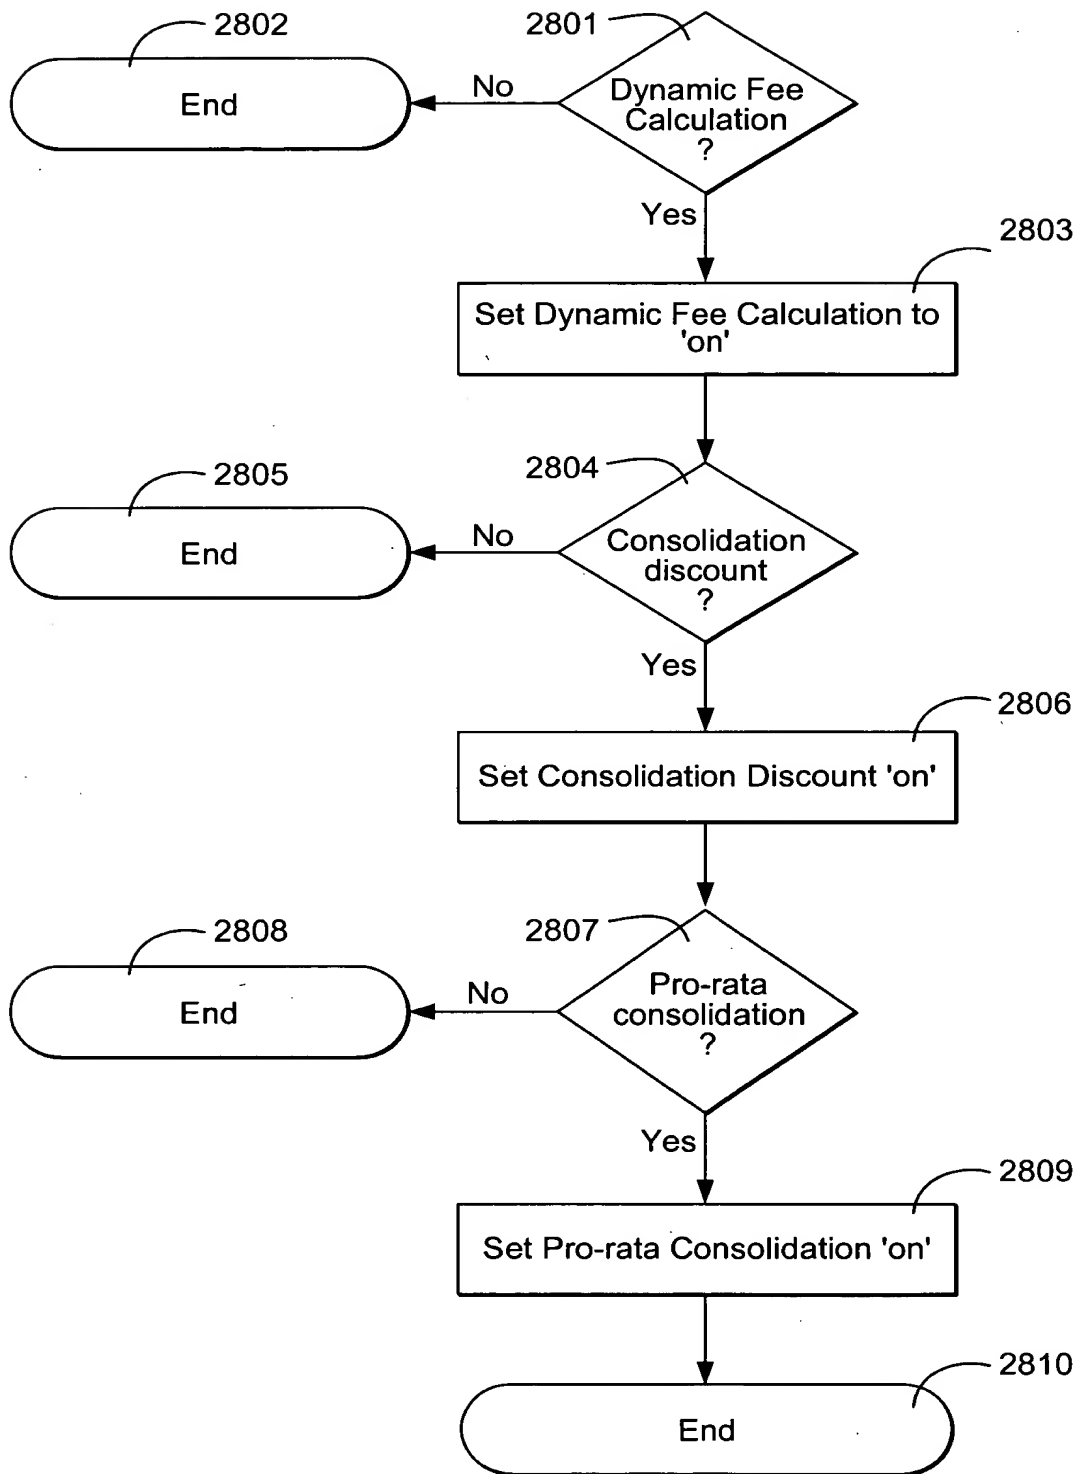 2802
End
No
2801
Dynamic Fee
Calculation
?
Yes
2803
Set Dynamic Fee Calculation to
'on'
2805
End
No
2804
Consolidation
discount
?
Yes
2806
Set Consolidation Discount 'on'
2808
End
No
2807
Pro-rata
consolidation
?
Yes
2809
Set Pro-rata Consolidation 'on'
2810
End